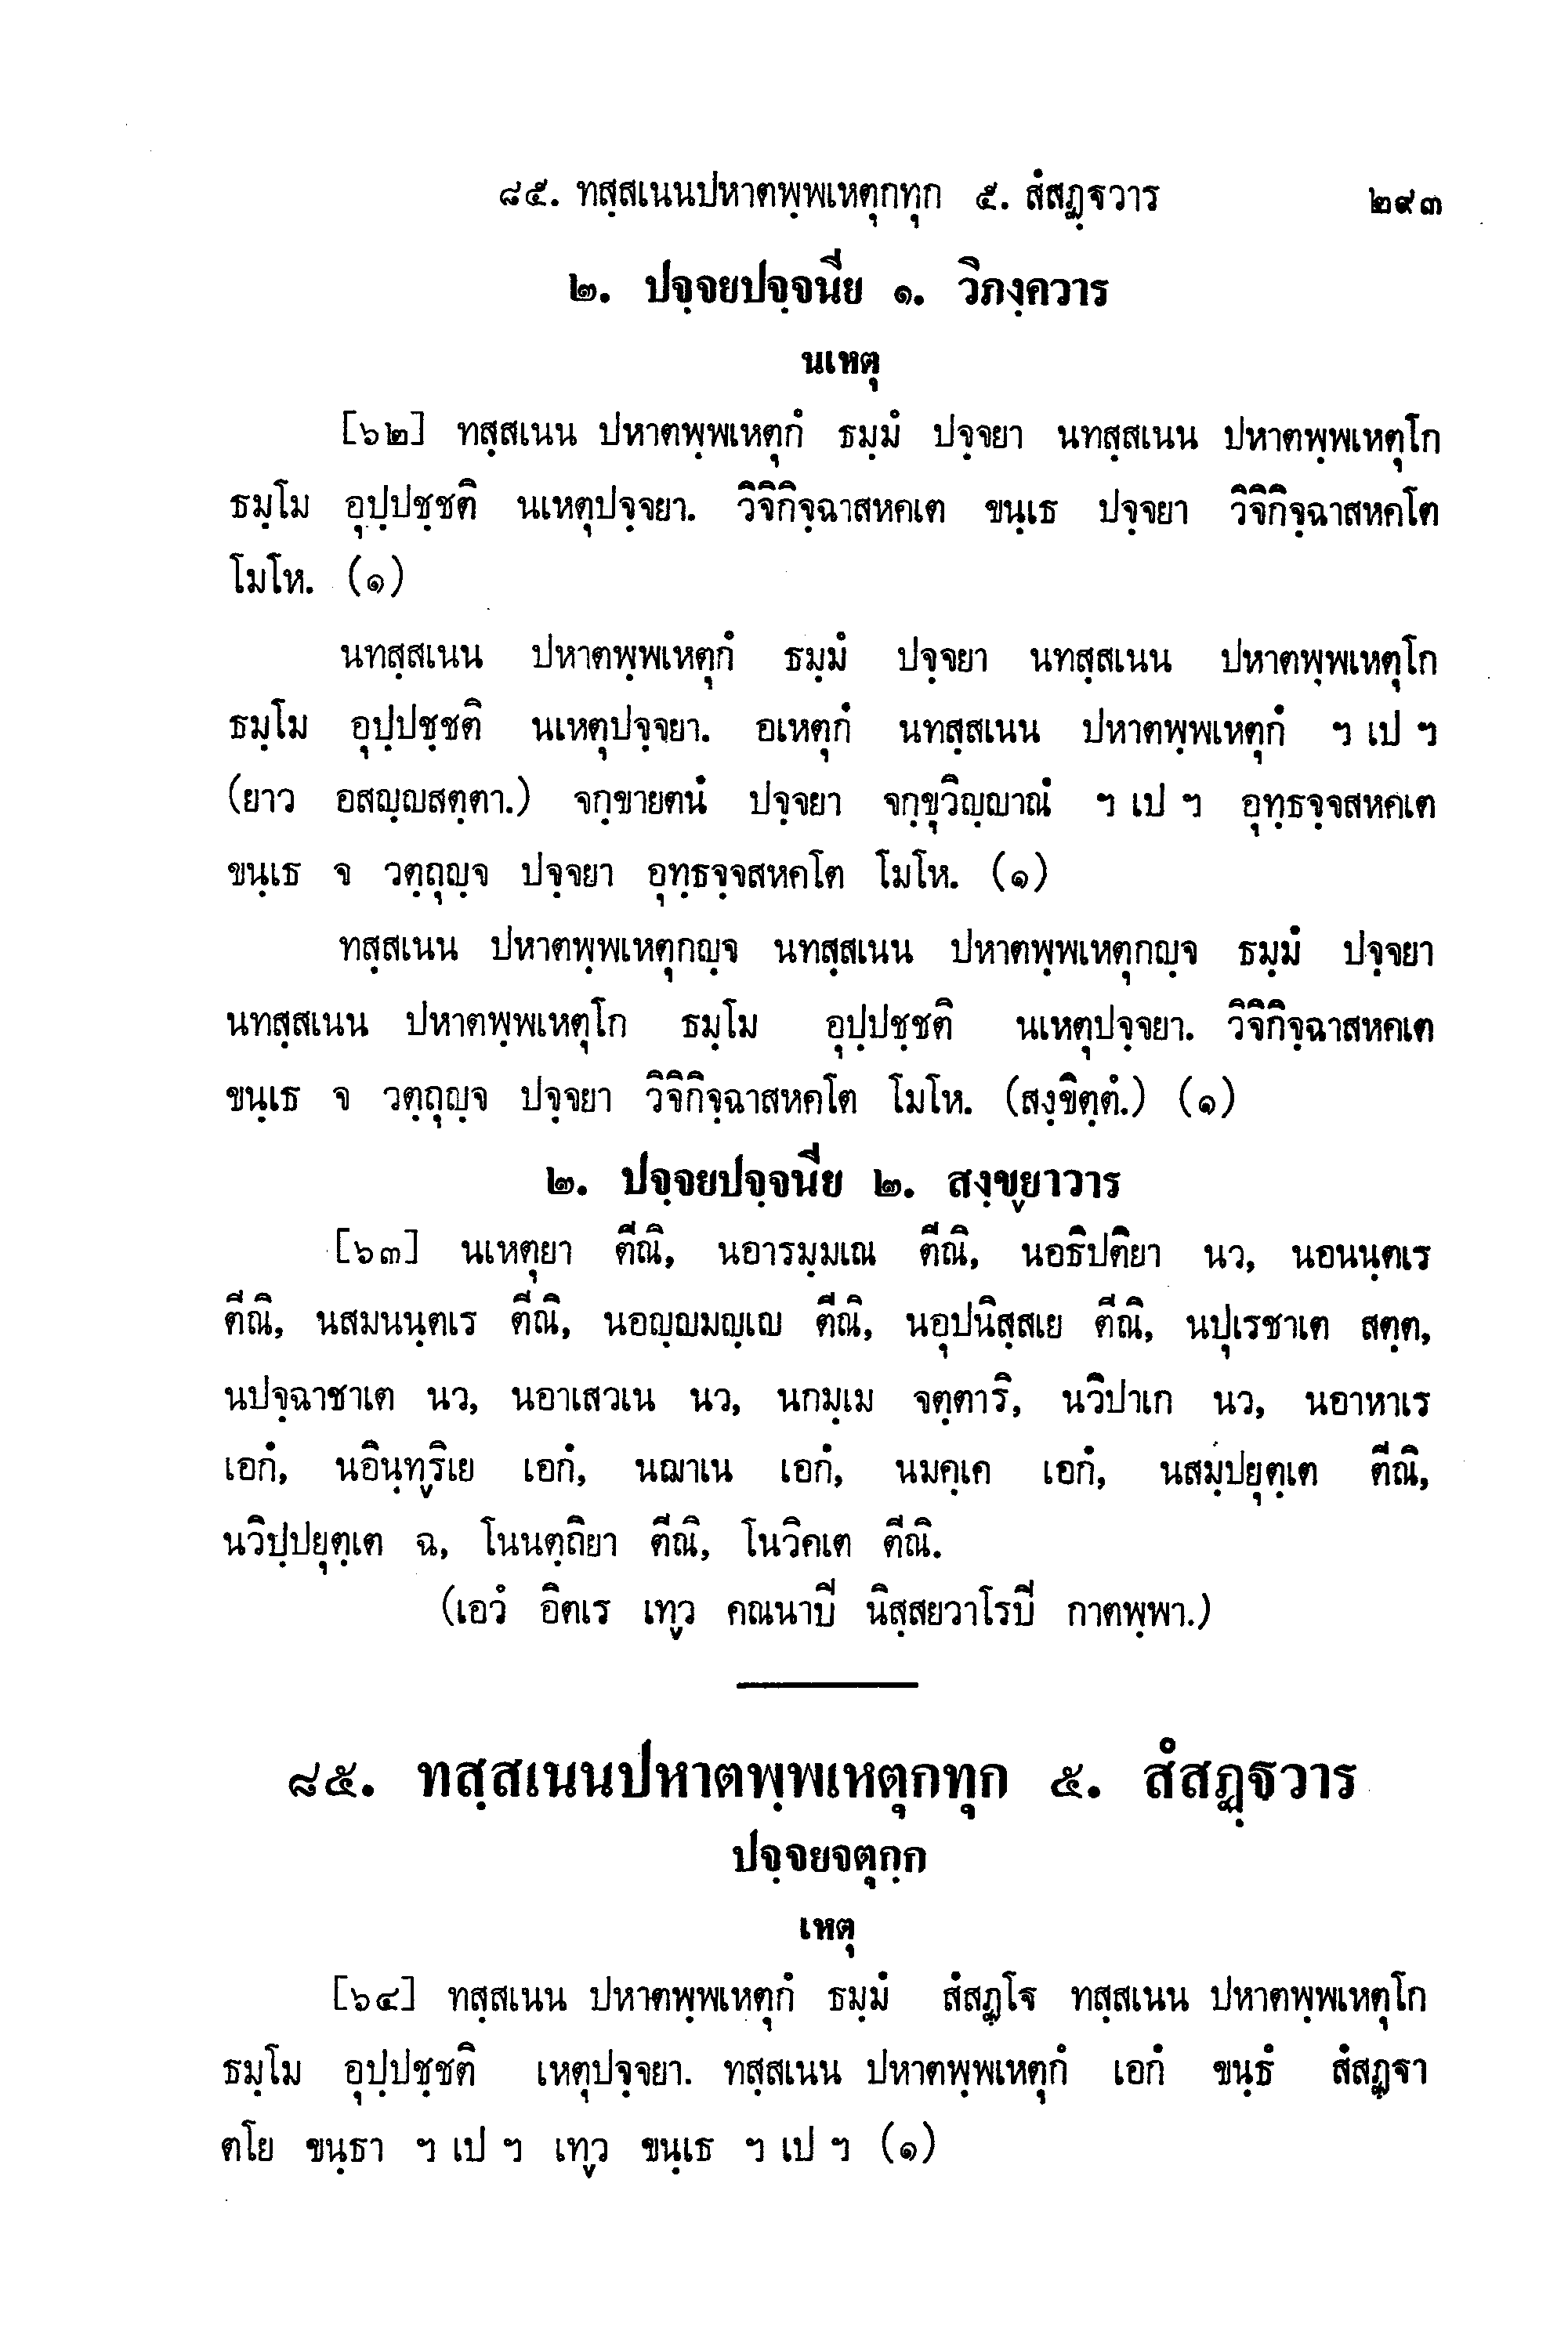 ๘๕. ทสฺสเนนปหาตพฺพเหตุกทุก ๕. สํสฏฺฐวาร ๒๙๓
๒. ปจฺจยปจฺจนีย ๑. วิภงฺควาร
นเหตุ
[๖๒] ทสฺสเนน ปหาตพฺพเหตุกํ ธมฺมํ ปจฺจยา นทสฺสเนน ปหาตพฺพเหตุโก
ธมฺโม อุปฺปชฺชติ นเหตุปจฺจยา. วิจิกิจฺฉาสหคเต ขนฺเธ ปจฺจยา วิจิกิจฺฉาสหคโต
โมโห. (๑)
นทสฺสเนน ปหาตพฺพเหตุกํ ธมฺมํ ปจฺจยา นทสฺสเนน ปหาตพฺพเหตุโก
ธมฺโม อุปฺปชฺชติ นเหตุปจฺจยา. อเหตุกํ นทสฺสเนน ปหาตพฺพเหตุกํ ฯ เป ฯ
(ยาว อสญฺญสตฺตา.) จกฺขายตนํ ปจฺจยา จกฺขุวิญฺญาณํ ฯ เป ฯ อุทฺธจฺจสหคเต
ขนฺเธ จ วตฺถุญฺจ ปจฺจยา อุทฺธจฺจสหคโต โมโห. (๑)
ทสฺสเนน ปหาตพฺพเหตุกญฺจ นทสฺสเนน ปหาตพฺพเหตุกญฺจ ธมฺมํ ปจฺจยา
นทสฺสเนน ปหาตพฺพเหตุโก ธมฺโม อุปฺปชฺชติ นเหตุปจฺจยา. วิจิกิจฺฉาสหคเต
ขนฺเธ จ วตฺถุญฺจ ปจฺจยา วิจิกิจฺฉาสหคโต โมโห. (สงฺขิตฺตํ.) (๑)
๒. ปจฺจยปจฺจนีย ๒. สงฺขฺยาวาร
[๖๓] นเหตุยา ตีณิ, นอารมฺมเณ ตีณิ, นอธิปติยา นว, นอนนฺตเร
ตีณิ, นสมนนฺตเร ตีณิ, นอญฺญมญฺเญ ตีณิ, นอุปนิสฺสเย ตีณิ, นปุเรชาเต สตฺต,
นปจฺฉาชาเต นว, นอาเสวเน นว, นกมฺเม จตฺตาริ, นวิปาเก นว, นอาหาเร
เอกํ, นอินฺทฺริเย เอกํ, นฌาเน เอกํ, นมคฺเค เอกํ, นสมฺปยุตฺเต ตีณิ,
นวิปฺปยุตฺเต ฉ, โนนตฺถิยา ตีณิ, โนวิคเต ตีณิ.
(เอวํ อิตเร เทฺว คณนาปี นิสฺสยวาโรปี กาตพฺพา.)
๘๕. ทสฺสเนนปหาตพฺพเหตุกทุก ๕. สํสฏฺฐวาร
ปจฺจยจตุกฺก
เหตุ
[๖๔] ทสฺสเนน ปหาตพฺพเหตุกํ ธมฺมํ สํสฏฺโฐ ทสฺสเนน ปหาตพฺพเหตุโก
ธมฺโม อุปฺปชฺชติ เหตุปจฺจยา. ทสฺสเนน ปหาตพฺพเหตุกํ เอกํ ขนฺธํ สํสฏฺฐา
ตโย ขนฺธา ฯ เป ฯ เทฺว ขนฺเธ ฯ เป ฯ (๑)